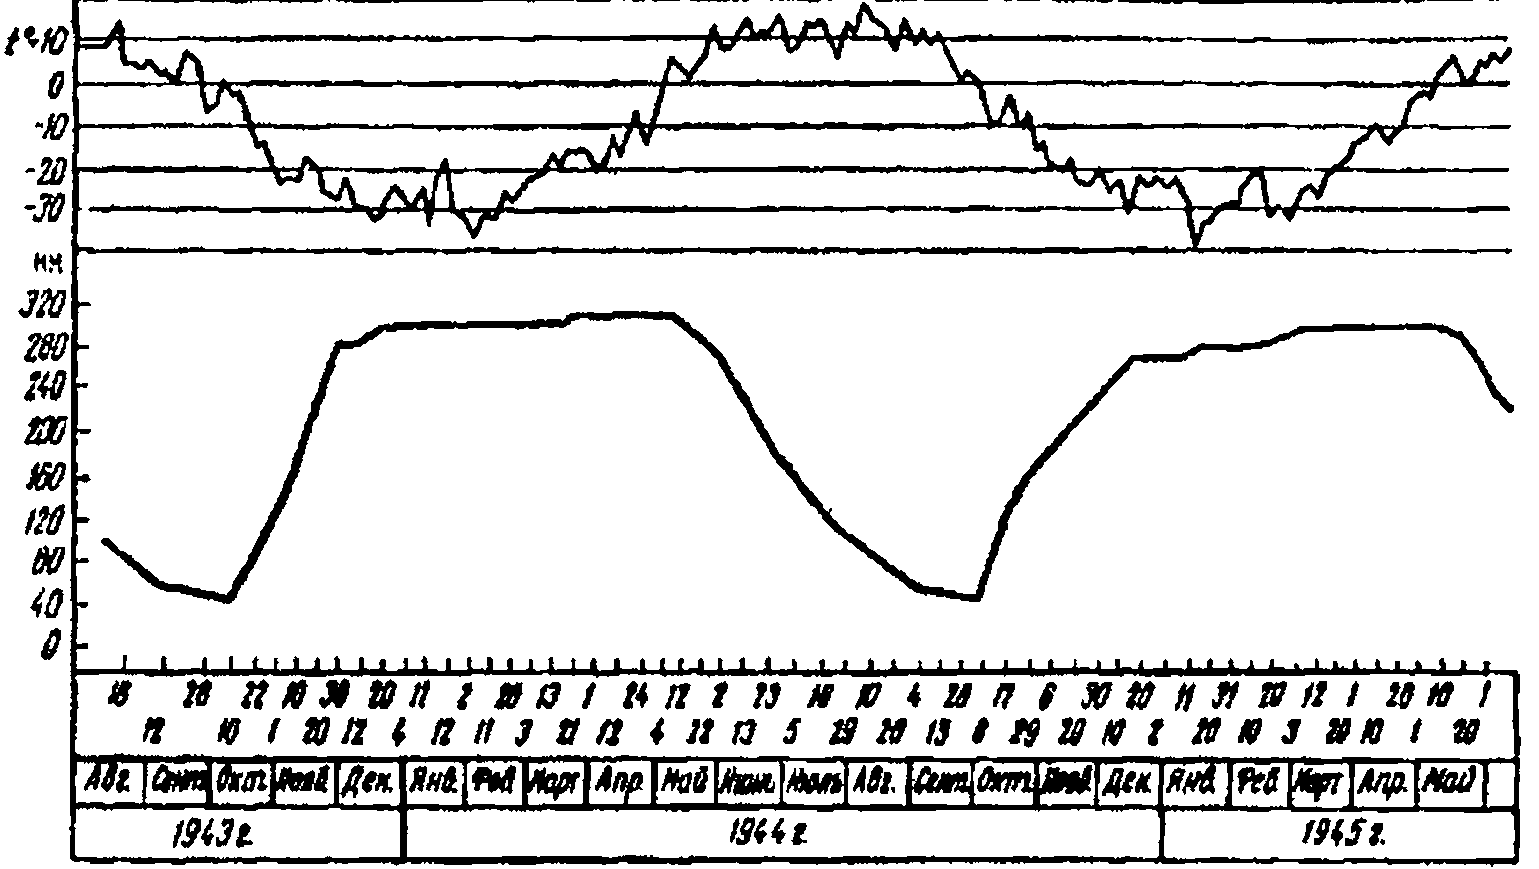 t°10
0
-10
-20
-30
мм
320
280
240
200
160
120
80
40
0
18 28 22 18 30 20 11 2 20 13 1 24 12 2 23 18 10 4 28 17 6 30 20 11 31 20 12 1 20 10 1
12 10 1 20 12 4 12 11 3 21 12 4 22 13 5 29 20 13 8 29 20 10 2 20 10 3 20 10 1 20
Авг. Сент. Окт. Нояб. Дек. Янв. Фев Март Апр. Май Июнь Июль Авг. Сент. Окт. Нояб. Дек. Янв. Фев Март Апр. Май
1943 г. 1944 г. 1945 г.